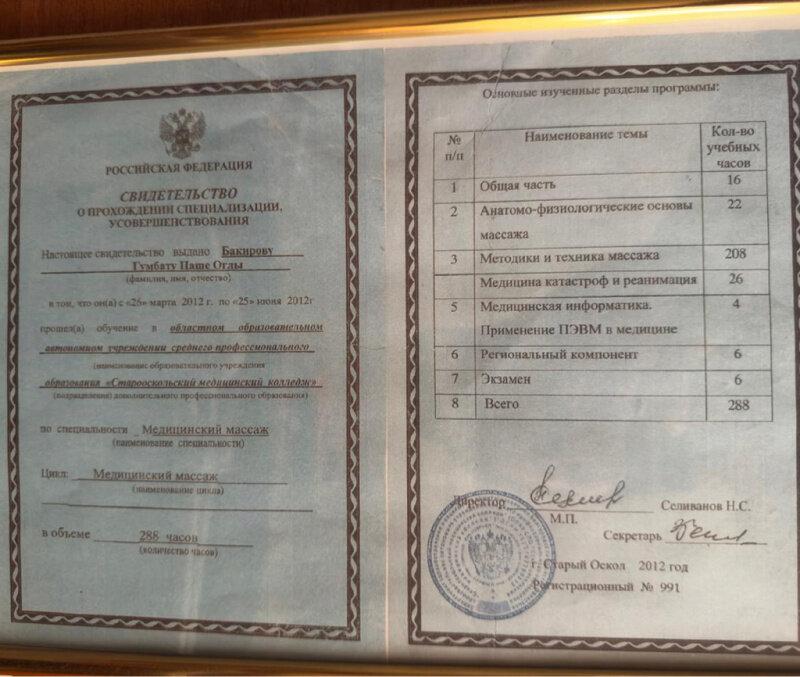 РОССИЙСКАЯ ФЕДЕРАЦИЯ
СВИДЕТЕЛЬСТВО
О ПРОХОЖДЕНИИ СПЕЦИАЛИЗАЦИИ,
УСОВЕРШЕНСТВОВАНИЯ
Настоящее свидетельство выдано Бакирову
Гумбату Паше Оглы
(фамилия, имя, отчество)
в том, что он(а) с «26» марта 2012 г. по «25» июня 2012г
прошел(а) обучение в областном образовательном
автономном учреждении среднего профессионального
(наименование образовательного учреждения
образования «Старооскольский медицинский колледж»
(подразделения) дополнительного профессионального образования)
по специальности Медицинский массаж
(наименование специальности)
Цикл: Медицинский массаж
(наименование цикла)
в объеме 288 часов
(количество часов)
Основные изученные разделы программы:
№ п/п Наименование темы Кол-во учебных часов
1 Общая часть 16
2 Анатомо-физиологические основы 22
массажа
3 Методики и техника массажа 208
Медицина катастроф и реанимация 26
5 Медицинская информатика. 4
Применение ПЭВМ в медицине
6 Региональный компонент 6
7 Экзамен 6
8 Всего 288
Директор Селиванов Н.С.
М.П.
Секретарь
г. Старый Оскол 2012 год
Регистрационный № 991